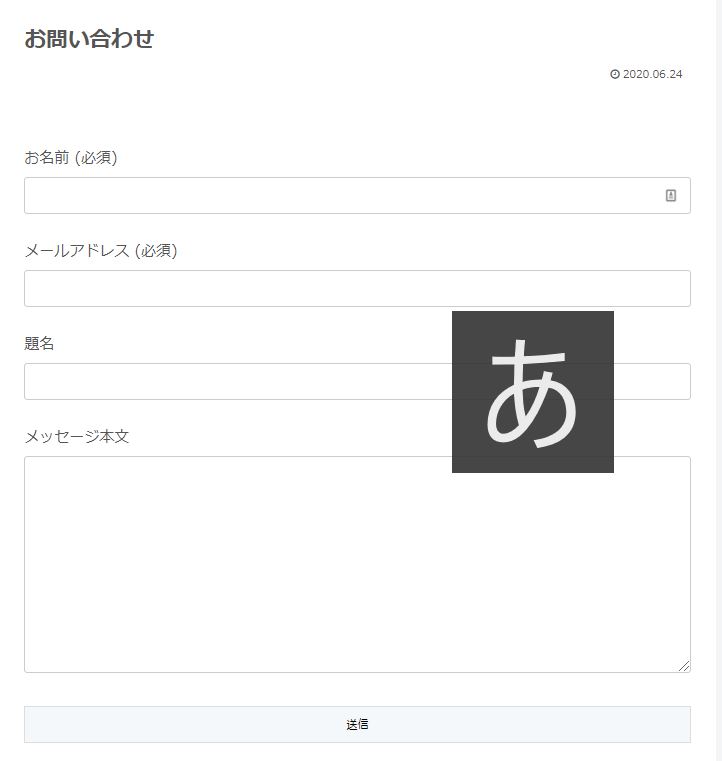 お問い合わせ
2020.06.24
お名前 (必須)
メールアドレス (必須)
題名
あ
メッセージ本文
送信